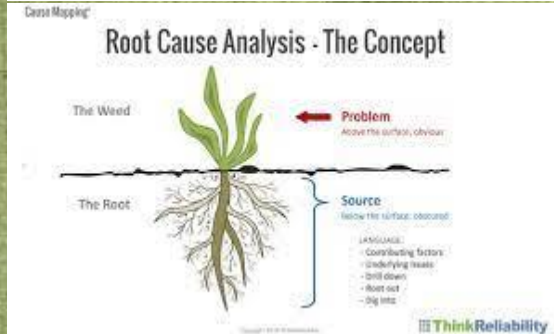 Cause Mapping®
Root Cause Analysis - The Concept
The Weed
Problem
Above the surface, obvious
The Root
Source
Below the surface, obscured
LANGUAGE:
- Contributing factors
- Underlying issues
- Drill down
- Root out
- Dig into
Copyright
ThinkReliability